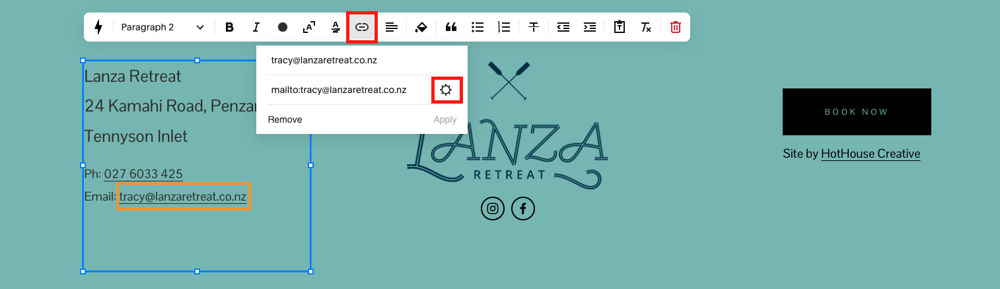 Paragraph 2
tracy@lanzaretreat.co.nz
mailto:tracy@lanzaretreat.co.nz
Remove
Apply
Lanza Retreat
24 Kamahi Road, Penza
Tennyson Inlet
Ph: 027 6033 425
Email: tracy@lanzaretreat.co.nz
LANZA
RETREAT
BOOK NOW
Site by HotHouse Creative